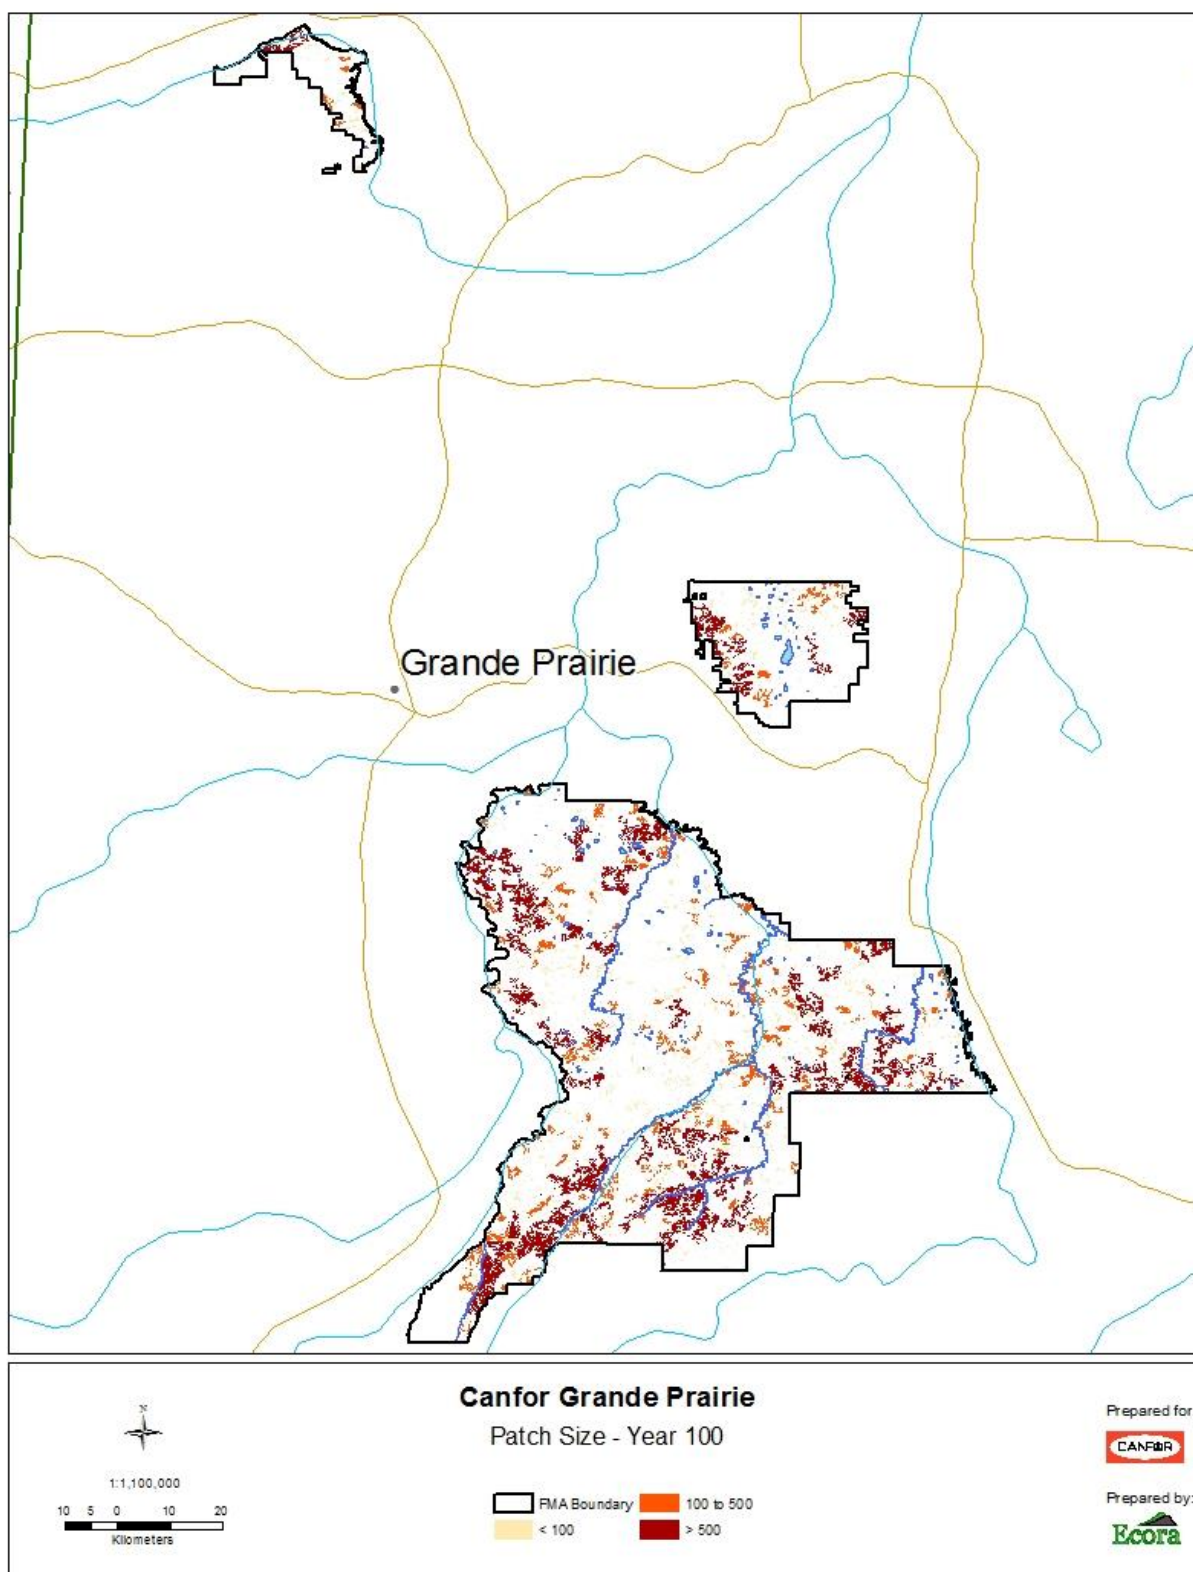 Grande Prairie
Canfor Grande Prairie
Patch Size - Year 100
N
1:1,100,000
10 5 0 10 20
Kilometers
FMA Boundary
< 100
100 to 500
> 500
Prepared for
CANFOR
Prepared by:
Ecora